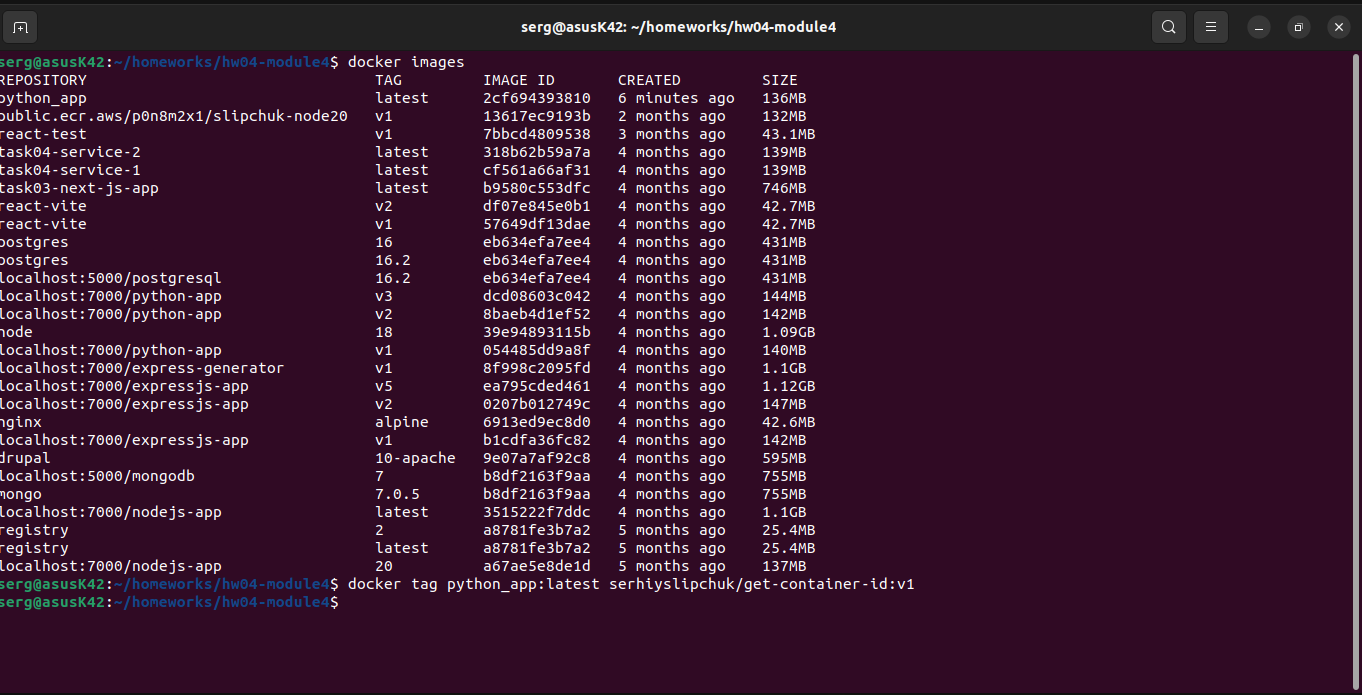 serg@asusK42: ~/homeworks/hw04-module4
serg@asusK42:~/homeworks/hw04-module4$ docker images
REPOSITORY TAG IMAGE ID CREATED SIZE
python_app latest 2cf694393810 6 minutes ago 136MB
public.ecr.aws/p0n8m2x1/slipchuk-node20 v1 13617ec9193b 2 months ago 132MB
react-test v1 7bbcd4809538 3 months ago 43.1MB
task04-service-2 latest 318b62b59a7a 4 months ago 139MB
task04-service-1 latest cf561a66af31 4 months ago 139MB
task03-next-js-app latest b9580c553dfc 4 months ago 746MB
react-vite v2 df07e845e0b1 4 months ago 42.7MB
react-vite v1 57649df13dae 4 months ago 42.7MB
postgres 16 eb634efa7ee4 4 months ago 431MB
postgres 16.2 eb634efa7ee4 4 months ago 431MB
localhost:5000/postgresql 16.2 eb634efa7ee4 4 months ago 431MB
localhost:7000/python-app v3 dcd08603c042 4 months ago 144MB
localhost:7000/python-app v2 8baeb4d1ef52 4 months ago 142MB
node 18 39e94893115b 4 months ago 1.09GB
localhost:7000/python-app v1 054485dd9a8f 4 months ago 140MB
localhost:7000/express-generator v1 8f998c2095fd 4 months ago 1.1GB
localhost:7000/expressjs-app v5 ea795cded461 4 months ago 1.12GB
localhost:7000/expressjs-app v2 0207b012749c 4 months ago 147MB
nginx alpine 6913ed9ec8d0 4 months ago 42.6MB
localhost:7000/expressjs-app v1 b1cdfa36fc82 4 months ago 142MB
drupal 10-apache 9e07a7af92c8 4 months ago 595MB
localhost:5000/mongodb 7 b8df2163f9aa 4 months ago 755MB
mongo 7.0.5 b8df2163f9aa 4 months ago 755MB
localhost:7000/nodejs-app latest 3515222f7ddc 4 months ago 1.1GB
registry 2 a8781fe3b7a2 5 months ago 25.4MB
registry latest a8781fe3b7a2 5 months ago 25.4MB
localhost:7000/nodejs-app 20 a67ae5e8de1d 5 months ago 137MB
serg@asusK42:~/homeworks/hw04-module4$ docker tag python_app:latest serhiyslipchuk/get-container-id:v1
serg@asusK42:~/homeworks/hw04-module4$